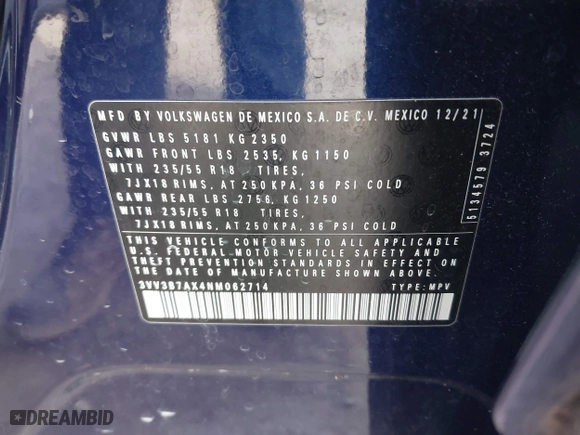 MFD BY VOLKSWAGEN DE MEXICO S.A. DE C.V. MEXICO 12/21
GVWR LBS 5181 KG 2350
GAWR FRONT LBS 2535, KG 1150
WITH 235/55 R18 TIRES,
7JX18 RIMS, AT 250 KPA, 36 PSI COLD
GAWR REAR LBS 2756, KG 1250
WITH 235/55 R18 TIRES,
7JX18 RIMS, AT 250 KPA, 36 PSI COLD
THIS VEHICLE CONFORMS TO ALL APPLICABLE
U.S. FEDERAL MOTOR VEHICLE SAFETY AND
THEFT PREVENTION STANDARDS IN EFFECT ON
THE DATE OF MANUFACTURE SHOWN ABOVE.
3VV3B7AX4NM062714 TYPE: MPV
5134579 3724
DREAMBID